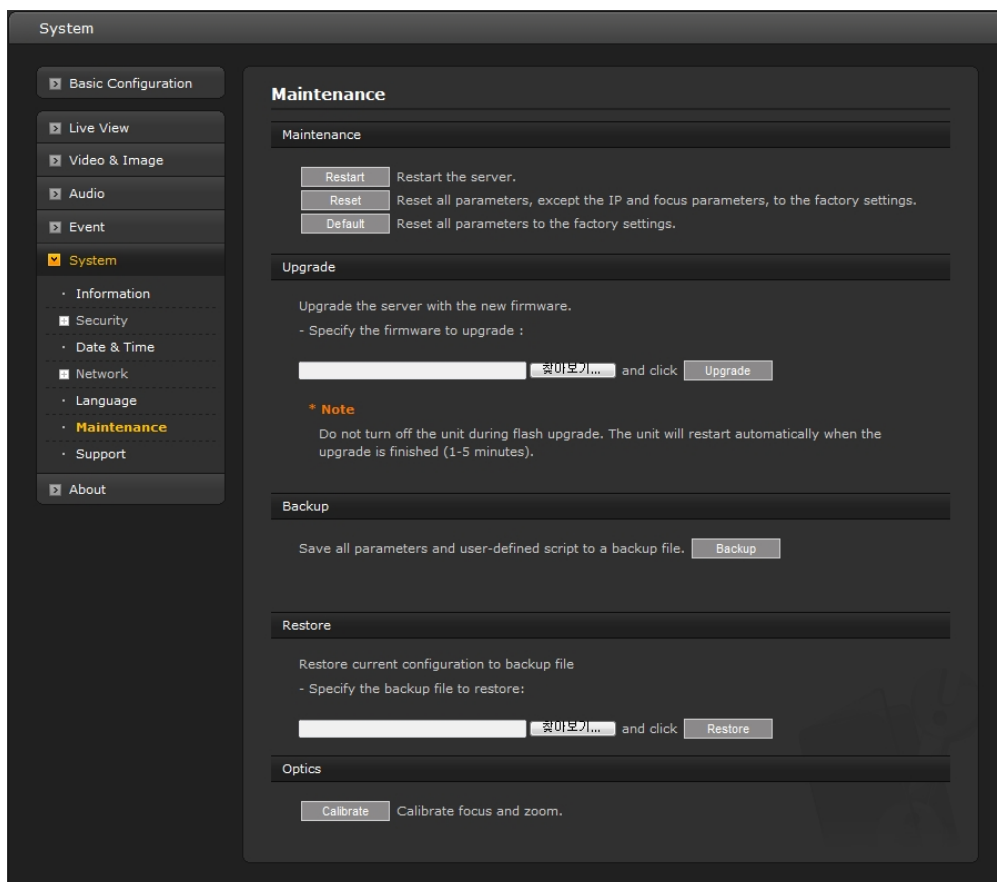 System
Basic Configuration
Live View
Video & Image
Audio
Event
System
· Information
Security
· Date & Time
Network
· Language
· Maintenance
· Support
About
Maintenance
Maintenance
Restart Restart the server.
Reset Reset all parameters, except the IP and focus parameters, to the factory settings.
Default Reset all parameters to the factory settings.
Upgrade
Upgrade the server with the new firmware.
- Specify the firmware to upgrade :
찾아보기... and click Upgrade
* Note
Do not turn off the unit during flash upgrade. The unit will restart automatically when the
upgrade is finished (1-5 minutes).
Backup
Save all parameters and user-defined script to a backup file. Backup
Restore
Restore current configuration to backup file
- Specify the backup file to restore:
찾아보기... and click Restore
Optics
Calibrate Calibrate focus and zoom.